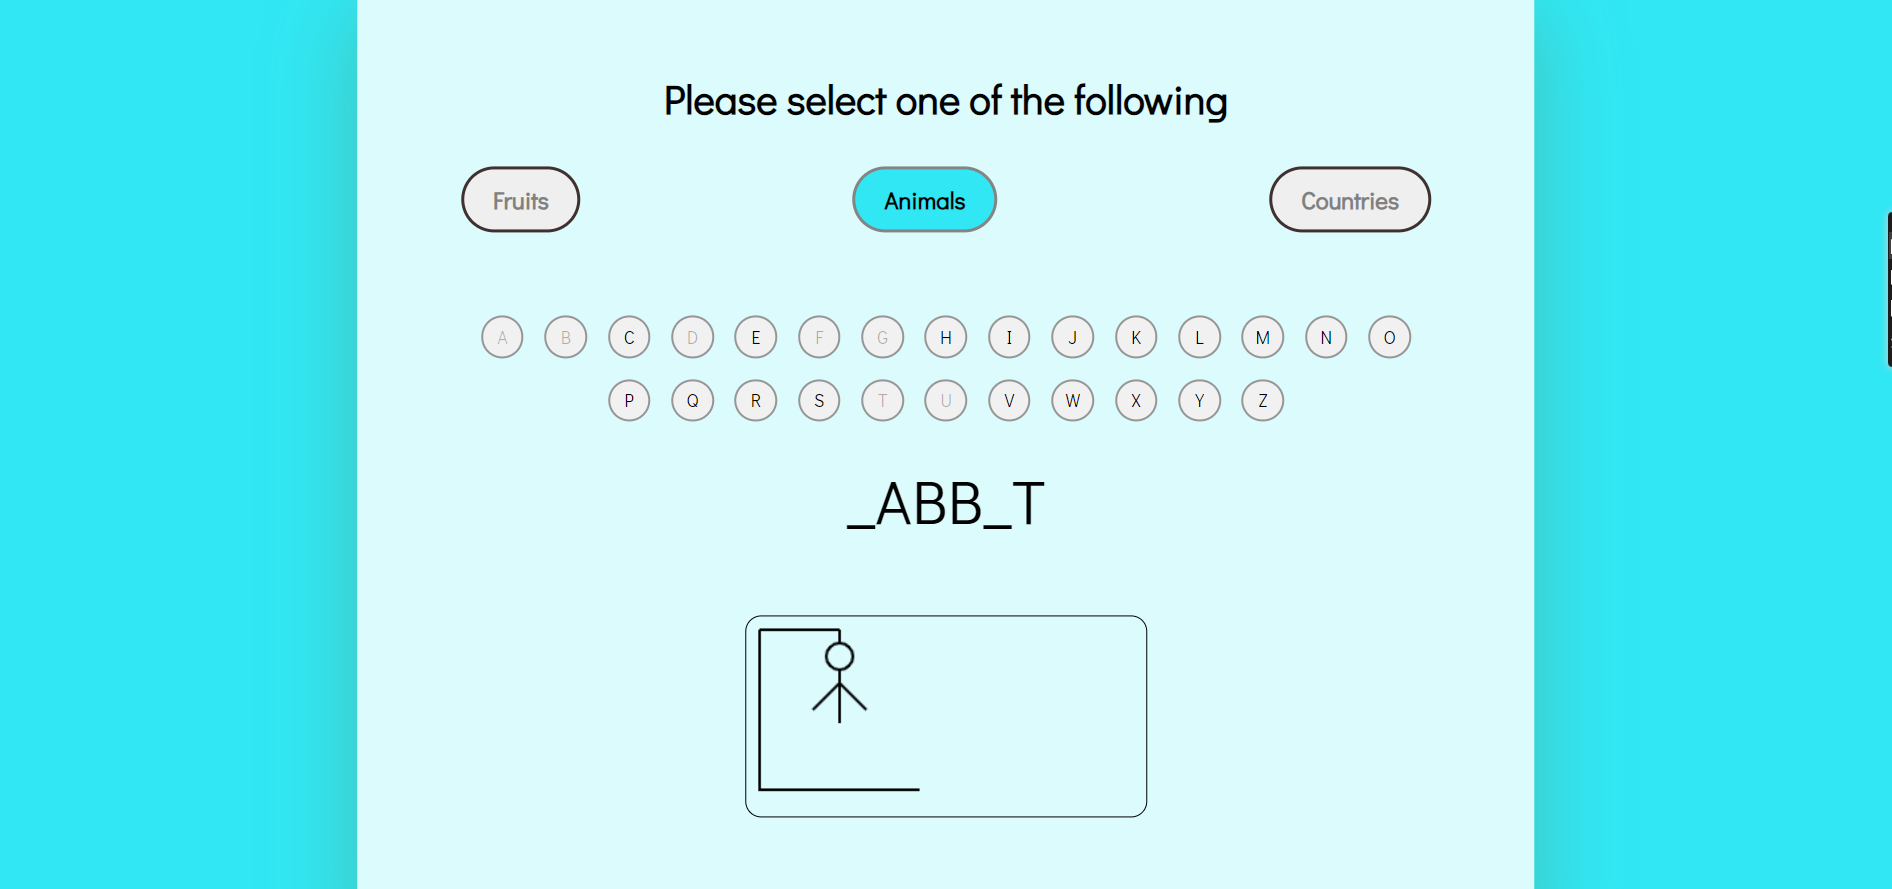 Please select one of the following
Fruits Animals Countries
A B C D E F G H I J K L M N O
P Q R S T U V W X Y Z
_ABB_T